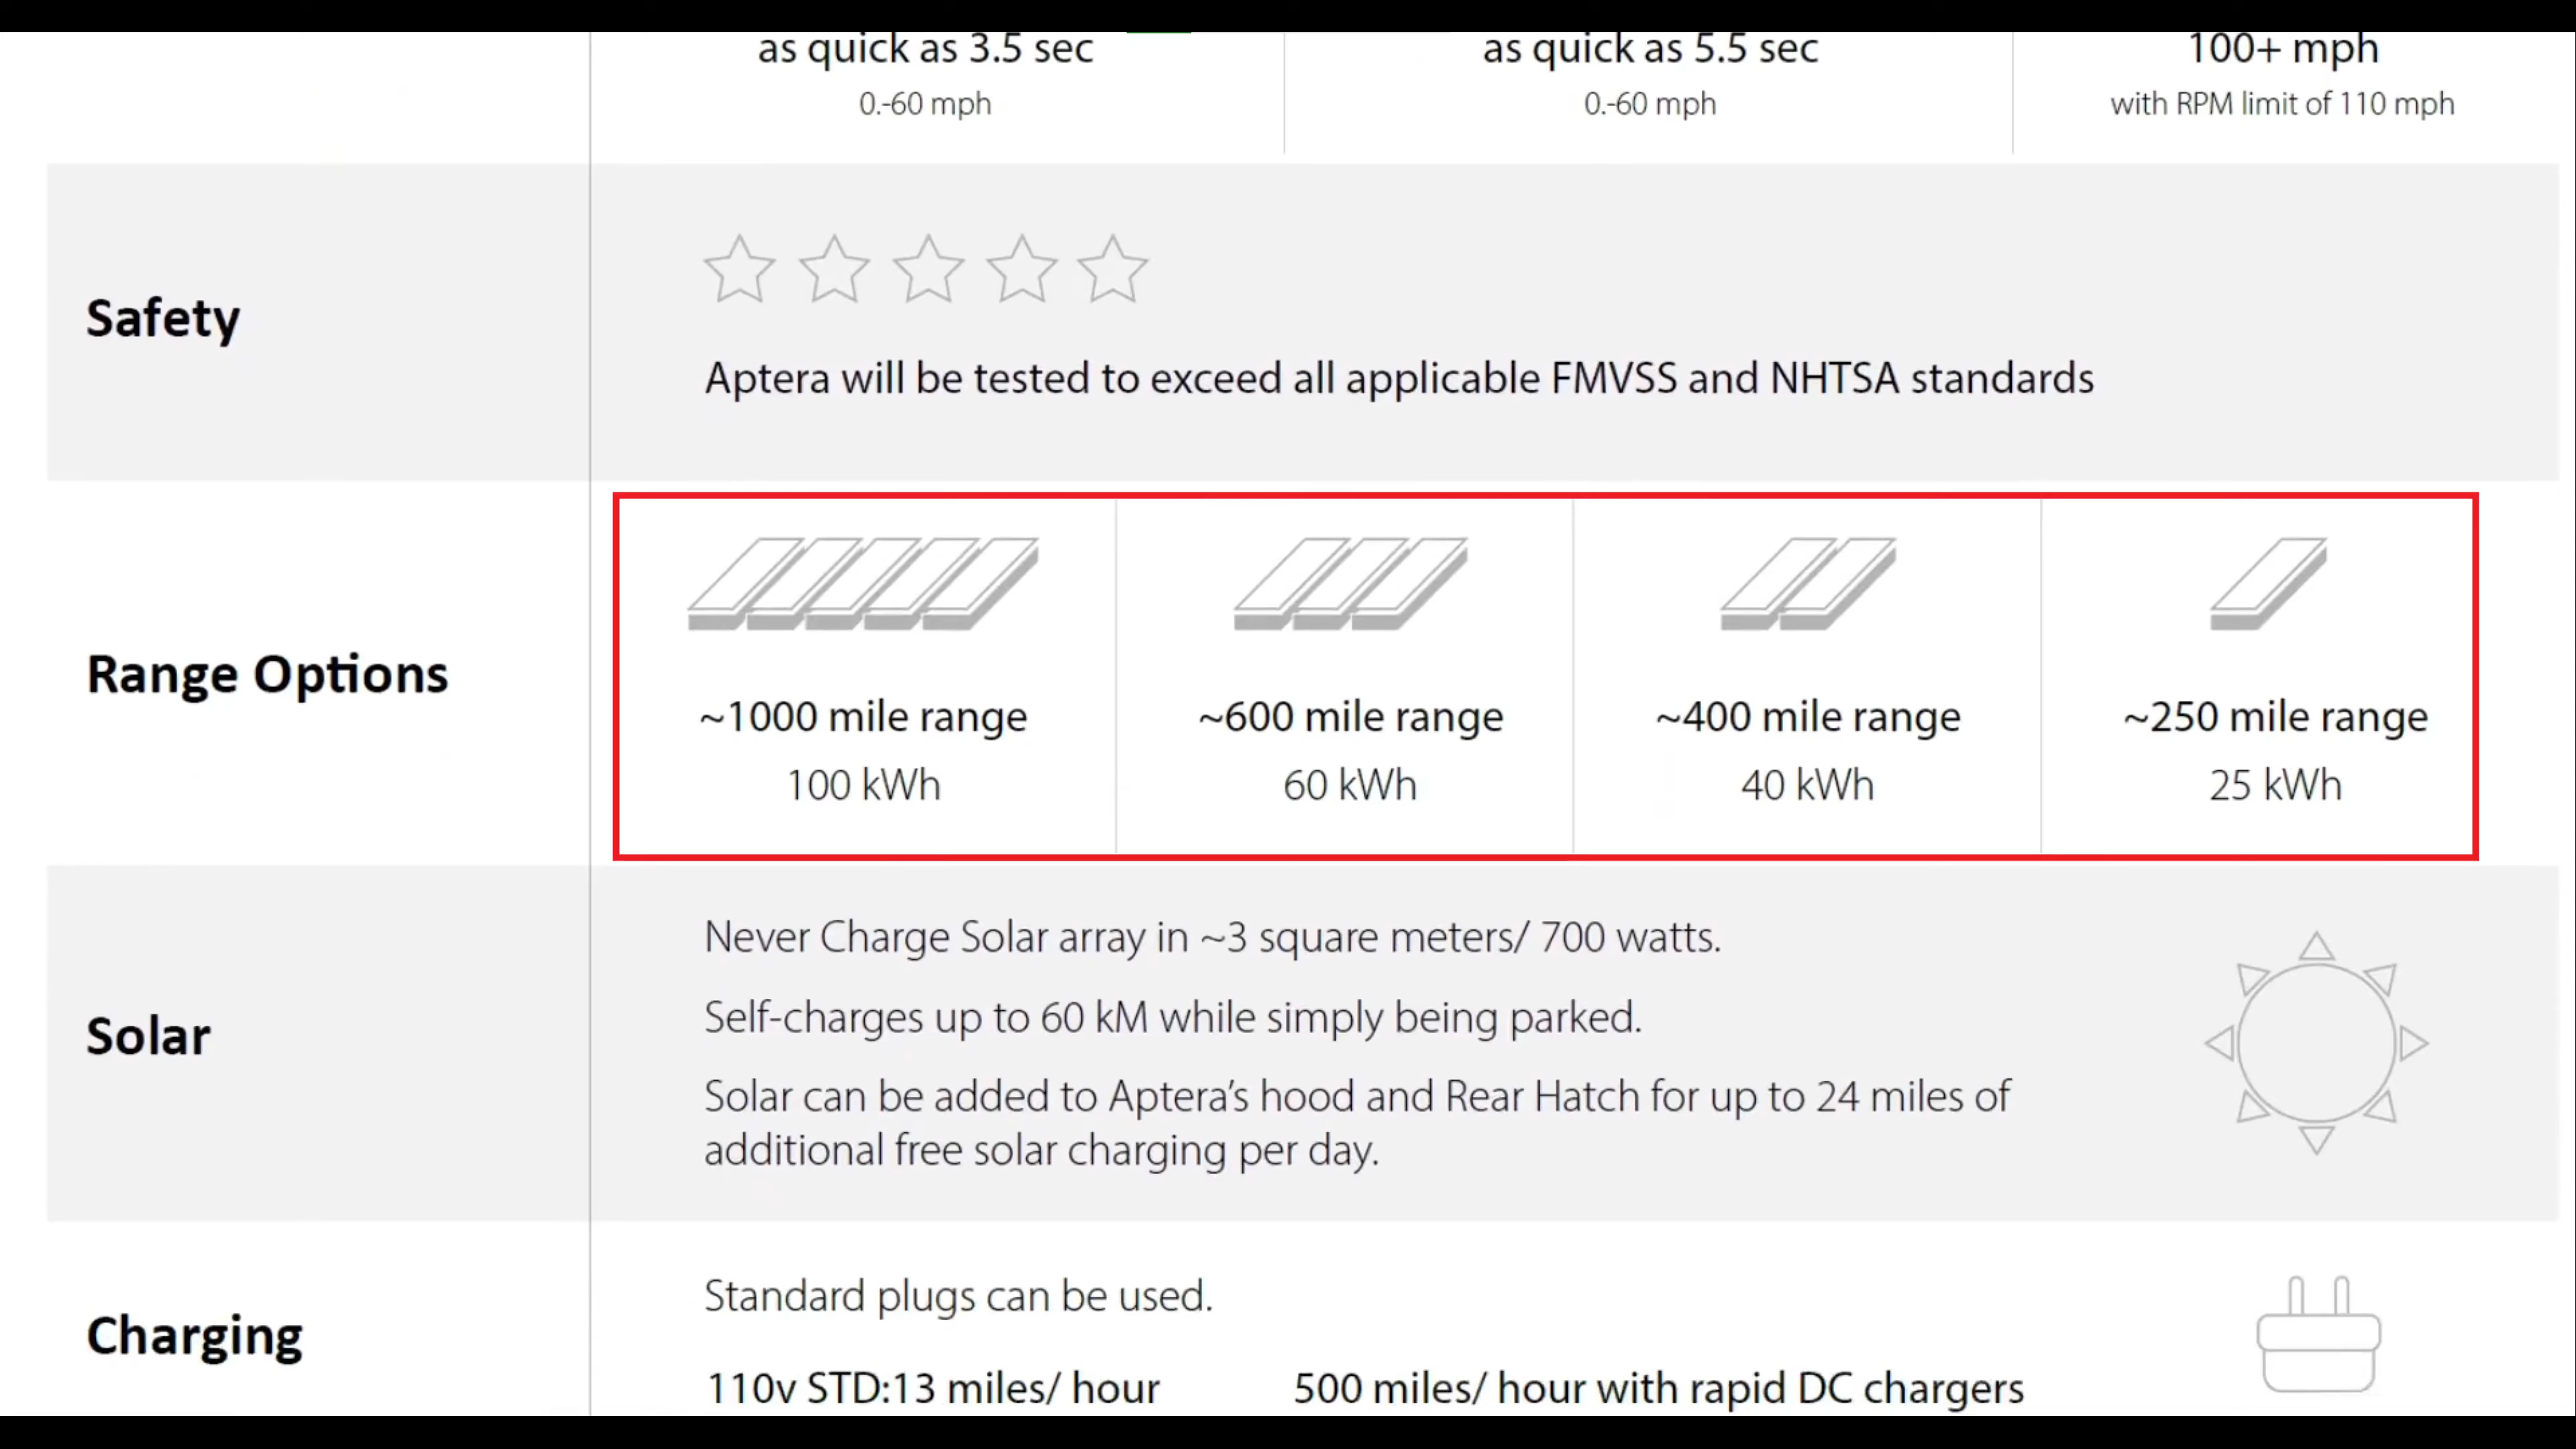 as quick as 3.5 sec
0.-60 mph
as quick as 5.5 sec
0.-60 mph
100+ mph
with RPM limit of 110 mph
Safety
Aptera will be tested to exceed all applicable FMVSS and NHTSA standards
Range Options
~1000 mile range
100 kWh
~600 mile range
60 kWh
~400 mile range
40 kWh
~250 mile range
25 kWh
Solar
Never Charge Solar array in ~3 square meters/ 700 watts.
Self-charges up to 60 kM while simply being parked.
Solar can be added to Aptera’s hood and Rear Hatch for up to 24 miles of
additional free solar charging per day.
Charging
Standard plugs can be used.
110v STD:13 miles/ hour
500 miles/ hour with rapid DC chargers